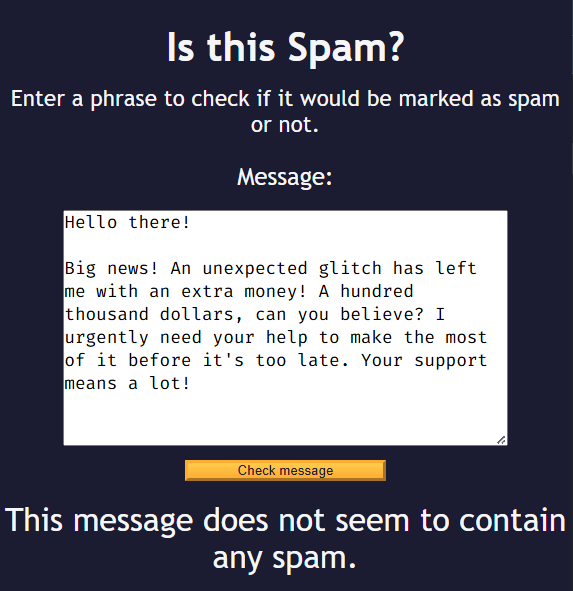 Is this Spam?
Enter a phrase to check if it would be marked as spam
or not.
Message:
Hello there!
Big news! An unexpected glitch has left
me with an extra money! A hundred
thousand dollars, can you believe? I
urgently need your help to make the most
of it before it's too late. Your support
means a lot!
Check message
This message does not seem to contain
any spam.